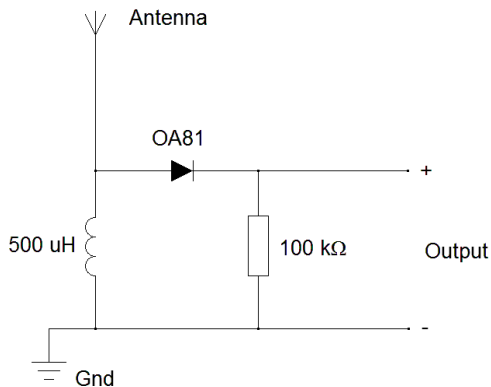 Antenna
OA81
+
500 uH
100 kΩ
Output
-
Gnd